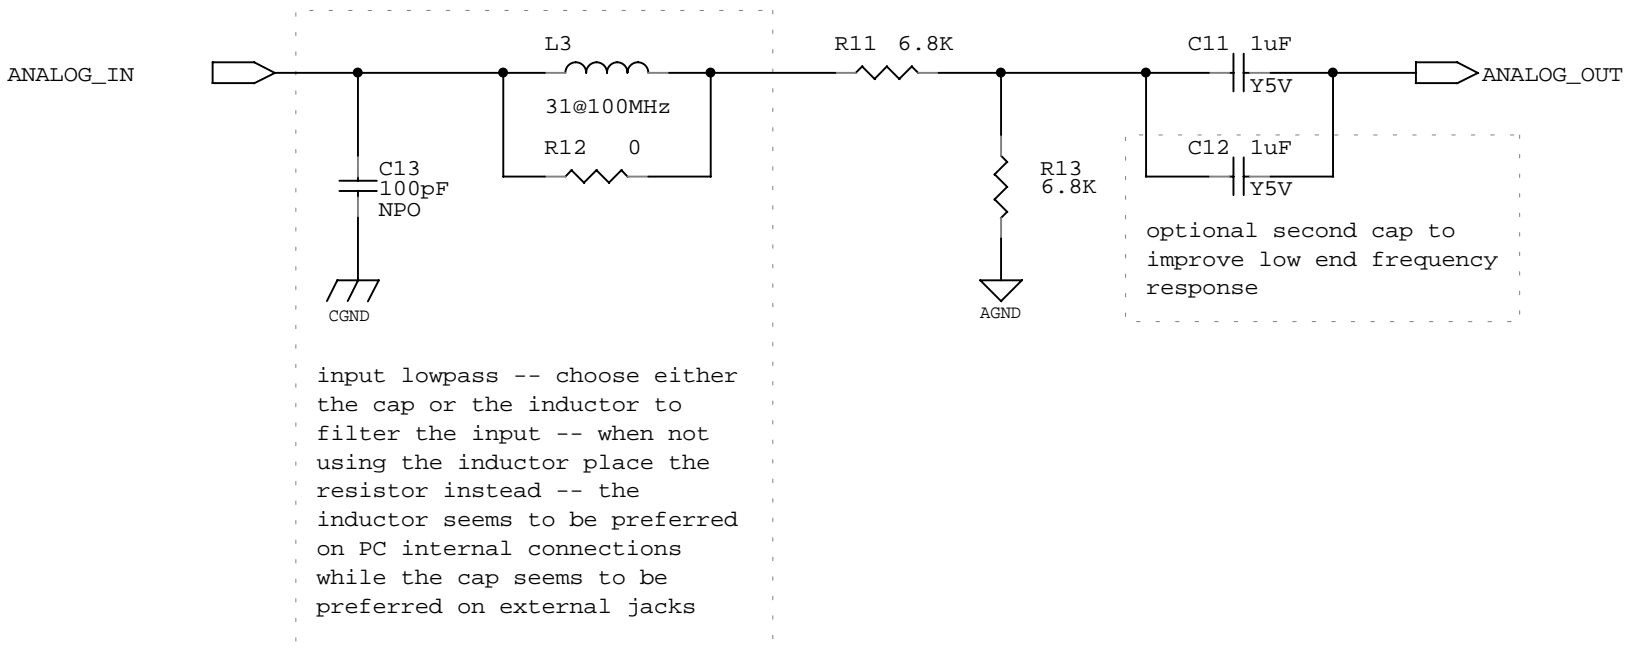 ANALOG_IN
L3
31@100MHz
R12 0
C13
100pF
NPO
CGND
R11 6.8K
R13
6.8K
AGND
C11 1uF
Y5V
ANALOG_OUT
C12 1uF
Y5V
optional second cap to
improve low end frequency
response
input lowpass -- choose either
the cap or the inductor to
filter the input -- when not
using the inductor place the
resistor instead -- the
inductor seems to be preferred
on PC internal connections
while the cap seems to be
preferred on external jacks